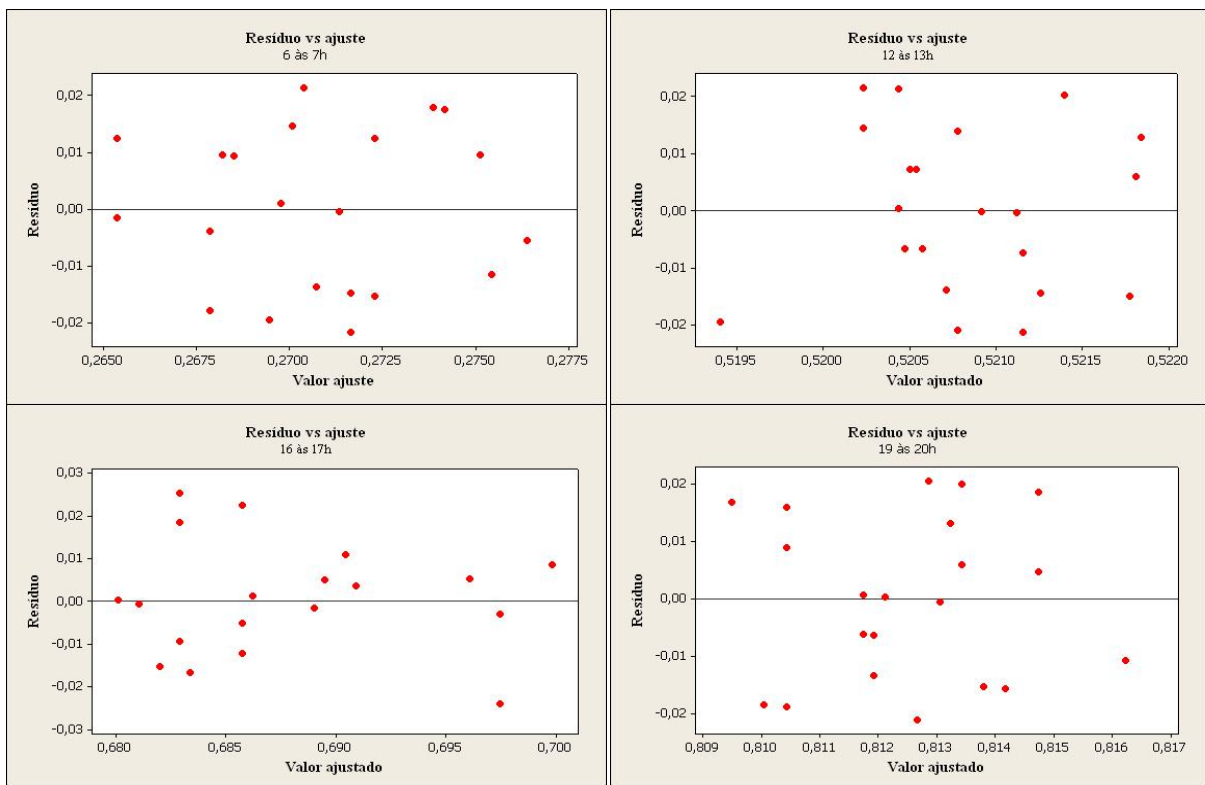 Resíduo vs ajuste
6 às 7h
Resíduo
0,02
0,01
0,00
-0,01
-0,02
0,2650 0,2675 0,2700 0,2725 0,2750 0,2775
Valor ajuste
Resíduo vs ajuste
12 às 13h
Resíduo
0,02
0,01
0,00
-0,01
-0,02
0,5195 0,5200 0,5205 0,5210 0,5215 0,5220
Valor ajustado
Resíduo vs ajuste
16 às 17h
Resíduo
0,03
0,02
0,01
0,00
-0,01
-0,02
-0,03
0,680 0,685 0,690 0,695 0,700
Valor ajustado
Resíduo vs ajuste
19 às 20h
Resíduo
0,02
0,01
0,00
-0,01
-0,02
0,809 0,810 0,811 0,812 0,813 0,814 0,815 0,816 0,817
Valor ajustado